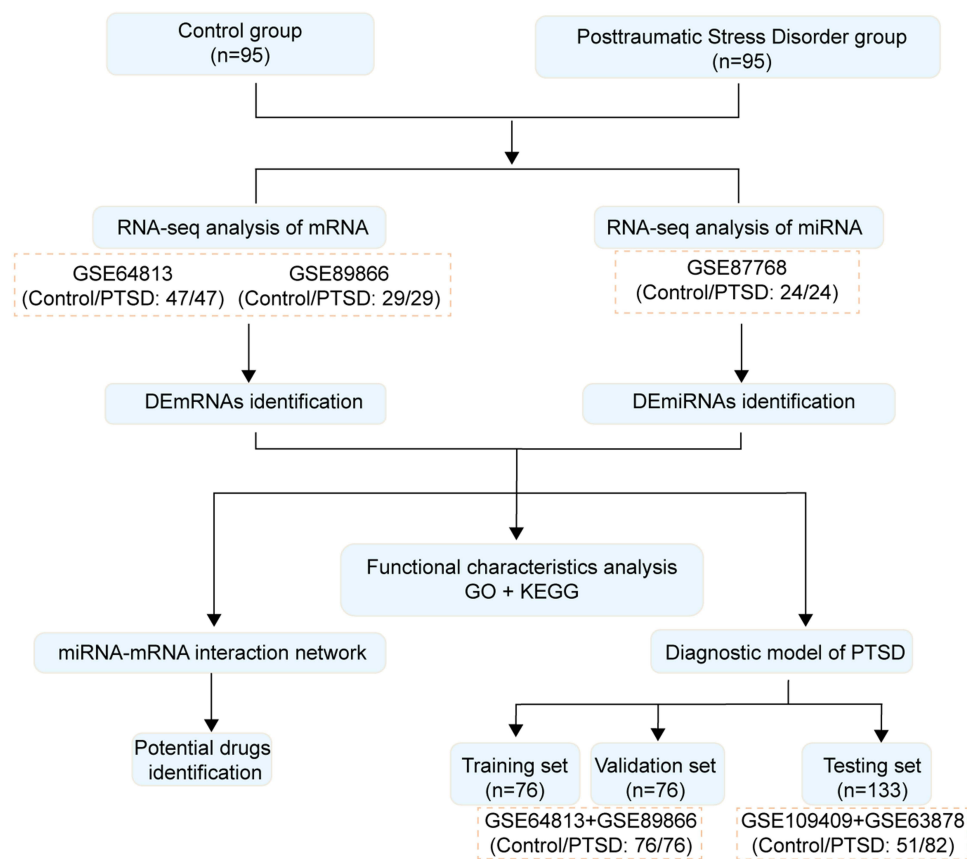 Control group
(n=95)
Posttraumatic Stress Disorder group
(n=95)
RNA-seq analysis of mRNA
RNA-seq analysis of miRNA
GSE64813
(Control/PTSD: 47/47)
GSE89866
(Control/PTSD: 29/29)
GSE87768
(Control/PTSD: 24/24)
DEmRNAs identification
DEmiRNAs identification
Functional characteristics analysis
GO + KEGG
miRNA-mRNA interaction network
Diagnostic model of PTSD
Potential drugs
identification
Training set
(n=76)
Validation set
(n=76)
Testing set
(n=133)
GSE64813+GSE89866
(Control/PTSD: 76/76)
GSE109409+GSE63878
(Control/PTSD: 51/82)